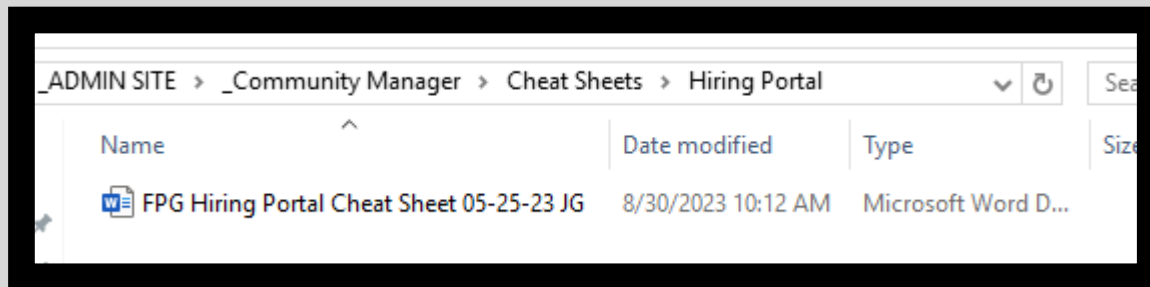 _ADMIN SITE > _Community Manager > Cheat Sheets > Hiring Portal
Name Date modified Type Size
FPG Hiring Portal Cheat Sheet 05-25-23 JG 8/30/2023 10:12 AM Microsoft Word D...